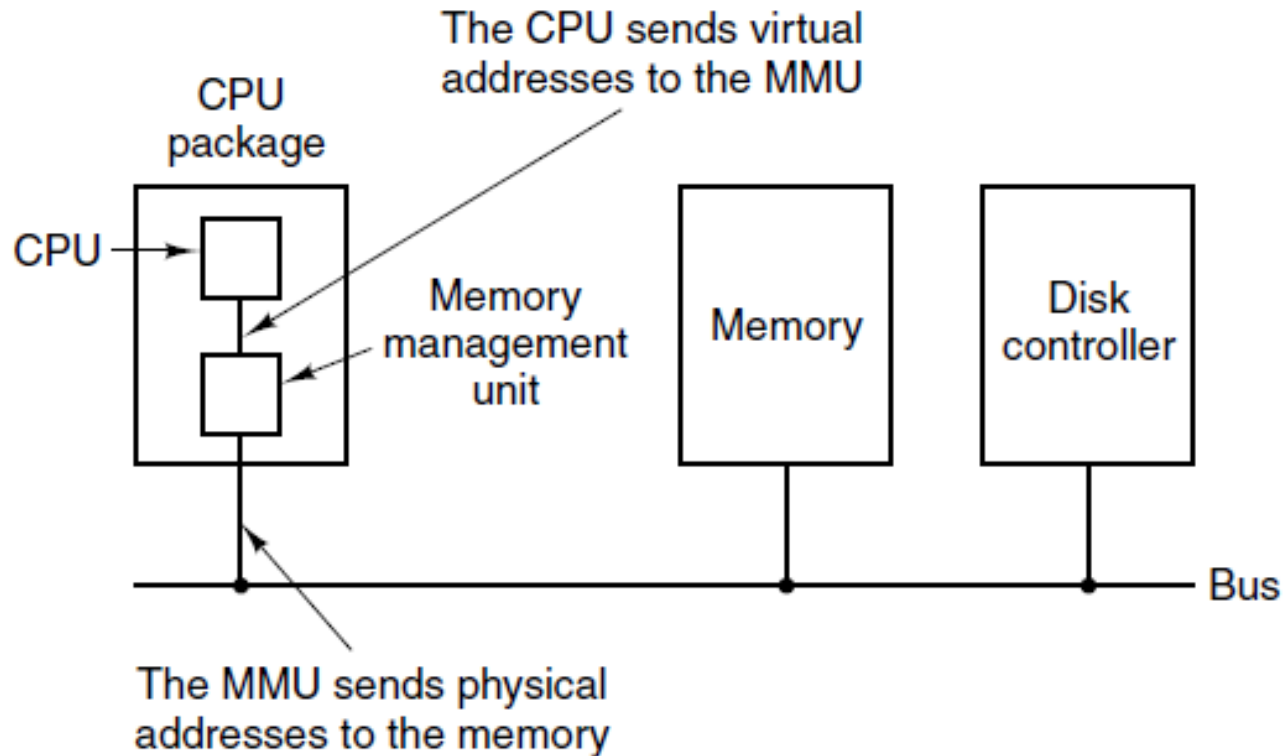 The CPU sends virtual
addresses to the MMU
CPU
package
CPU
Memory
management
unit
Memory
Disk
controller
Bus
The MMU sends physical
addresses to the memory